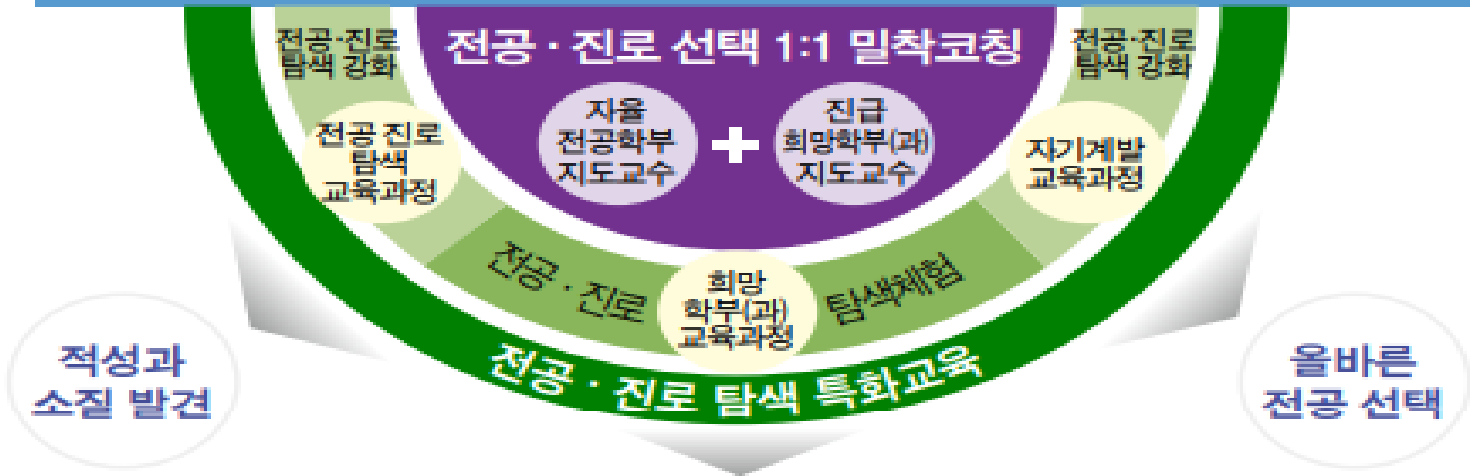 전공·진로
탐색 강화
전공·진로 선택 1:1 밀착코칭
전공·진로
탐색 강화
자율
전공학부
지도교수
+
진급
희망학부(과)
지도교수
전공 진로
탐색
교육과정
자기계발
교육과정
전공·진로
희망
학부(과)
교육과정
탐색체험
전공·진로 탐색 특화교육
적성과
소질 발견
올바른
전공 선택